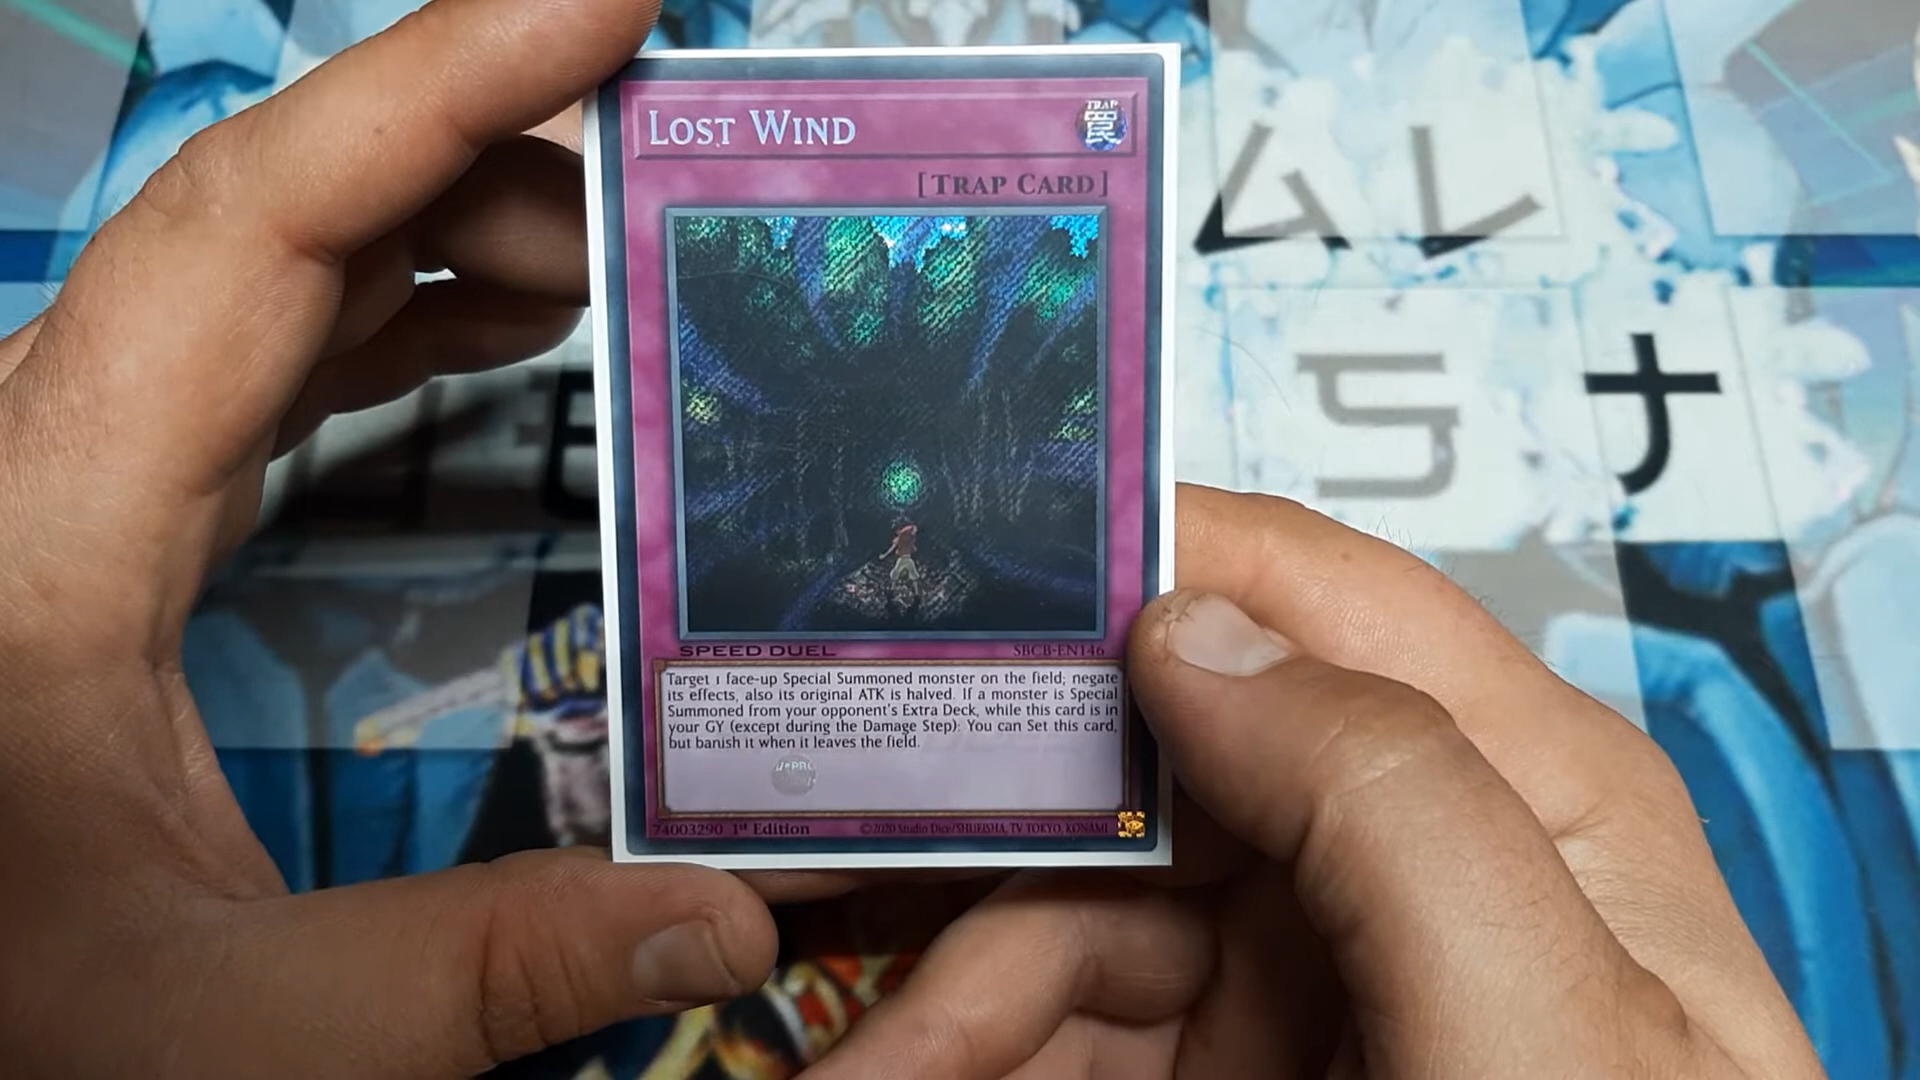 LOST WIND
TRAP
罠
[TRAP CARD]
SPEED DUEL
SBCB-EN146
Target 1 face-up Special Summoned monster on the field; negate
its effects, also its original ATK is halved. If a monster is Special
Summoned from your opponent's Extra Deck, while this card is in
your GY (except during the Damage Step): You can Set this card,
but banish it when it leaves the field.
74003290 1st Edition
©2020 Studio Dice/SHUEISHA, TV TOKYO, KONAMI